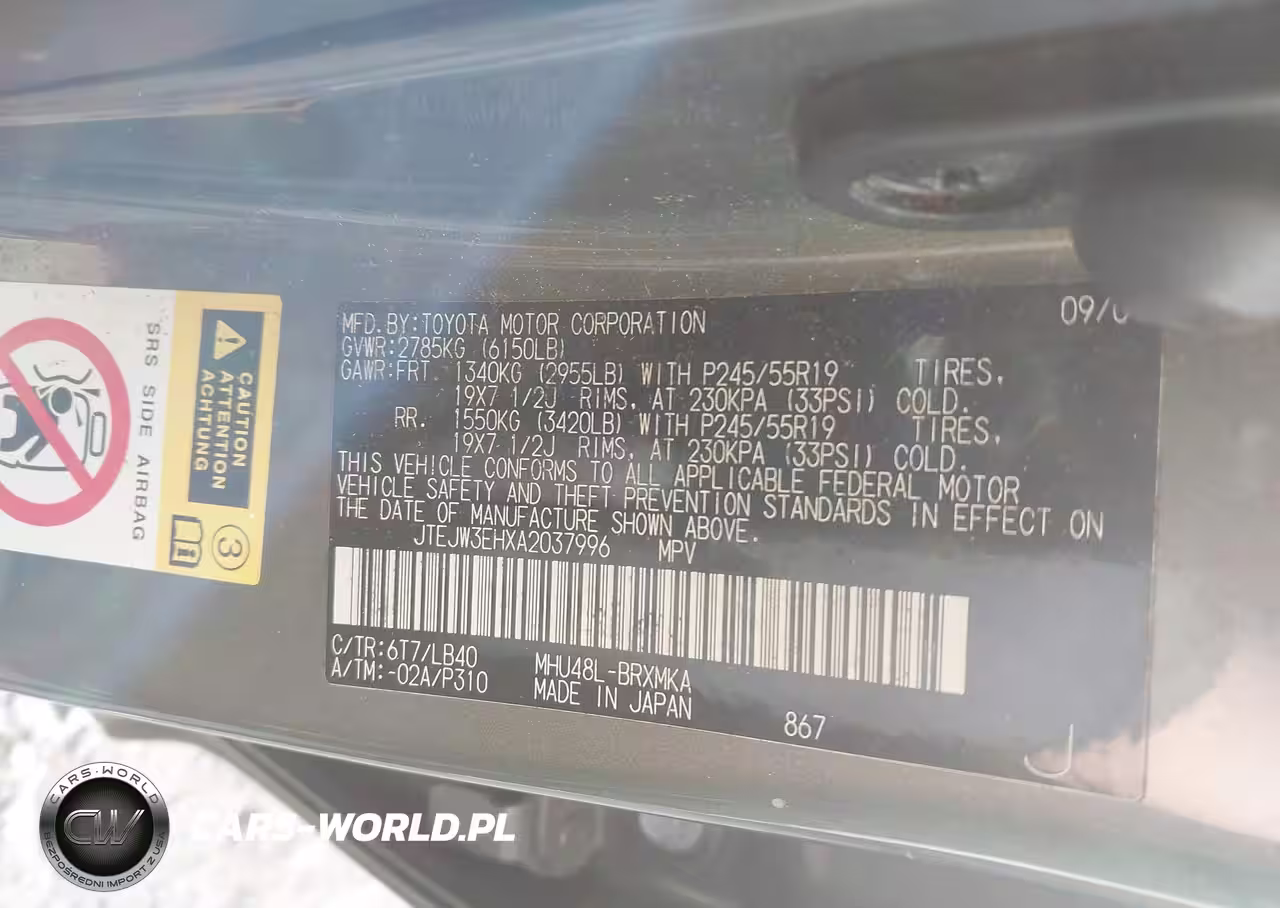 09/0
MFD. BY:TOYOTA MOTOR CORPORATION
GVWR:2785KG (6150LB)
GAWR:FRT. 1340KG (2955LB) WITH P245/55R19 TIRES,
19X7 1/2J RIMS, AT 230KPA (33PSI) COLD.
RR. 1550KG (3420LB) WITH P245/55R19 TIRES,
19X7 1/2J RIMS, AT 230KPA (33PSI) COLD.
THIS VEHICLE CONFORMS TO ALL APPLICABLE FEDERAL MOTOR
VEHICLE SAFETY AND THEFT PREVENTION STANDARDS IN EFFECT ON
THE DATE OF MANUFACTURE SHOWN ABOVE.
JTEJW3EHXA2037996 MPV
C/TR:6T7/LB40
A/TM:-02A/P310
MHU48L-BRXMKA
MADE IN JAPAN
867
J
SRS SIDE AIRBAG
CAUTION
ATTENTION
ACHTUNG
3
CARS-WORLD
CW
BEZPOŚREDNI IMPORT Z USA
CARS-WORLD.PL